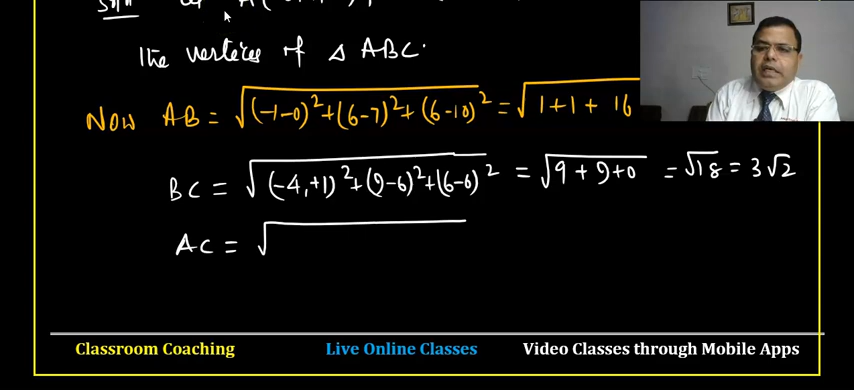 the vertices of △ ABC.
Now AB = √(-1-0)²+(6-7)²+(6-10)² = √1+1+16
BC = √(-4+1)²+(9-6)²+(6-6)² = √9+9+0 = √18 = 3√2
AC = √
Classroom Coaching Live Online Classes Video Classes through Mobile Apps